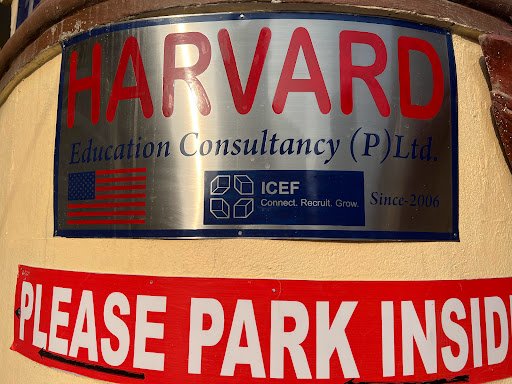 HARVARD
Education Consultancy (P)Ltd.
ICEF
Connect. Recruit. Grow.
Since-2006
PLEASE PARK INSID